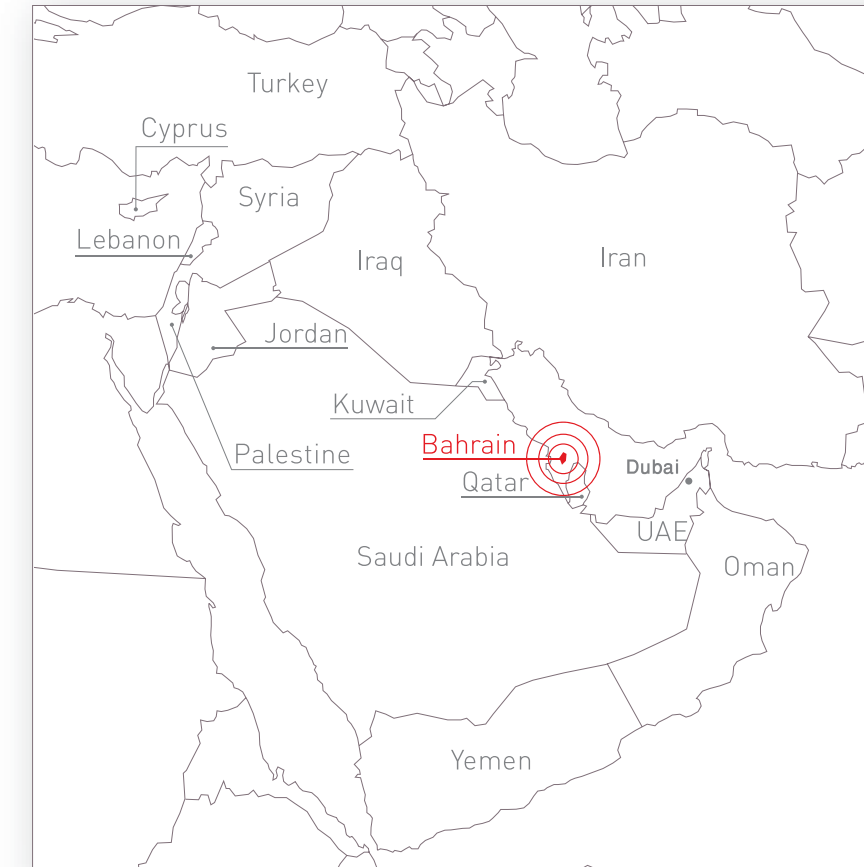 Turkey
Cyprus
Syria
Lebanon
Iraq
Iran
Jordan
Kuwait
Bahrain
Palestine
Dubai
Qatar
UAE
Saudi Arabia
Oman
Yemen